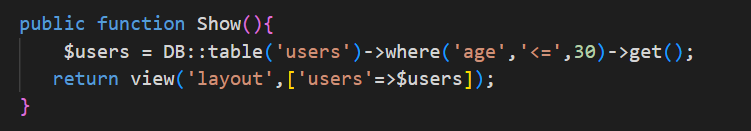 public function Show(){
$users = DB::table('users')->where('age','<=',30)->get();
return view('layout',['users'=>$users]);
}